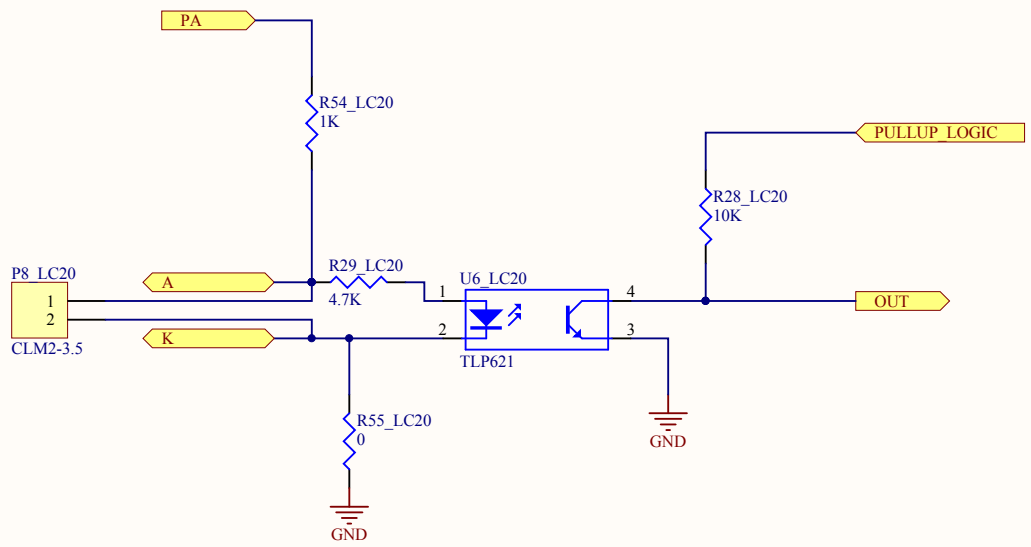 PA
R54_LC20
1K
PULLUP_LOGIC
R28_LC20
10K
P8_LC20
1
2
CLM2-3.5
A
K
R29_LC20
4.7K
U6_LC20
1
2
4
3
TLP621
OUT
R55_LC20
0
GND
GND